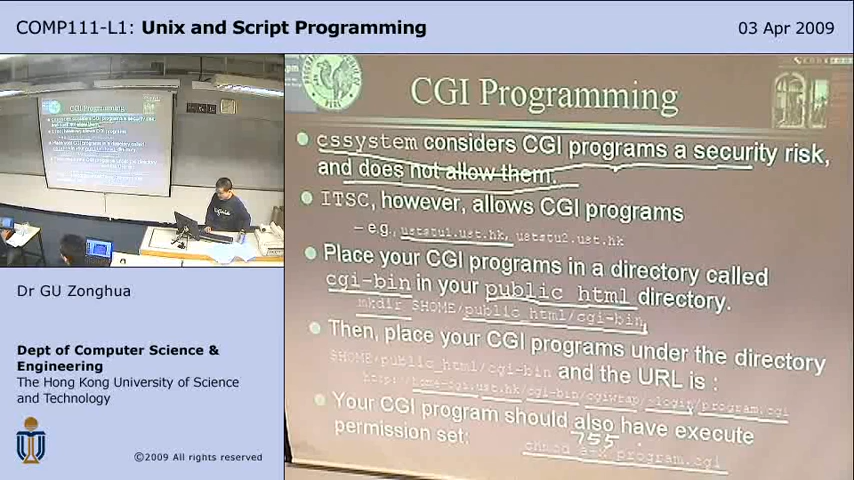 COMP111-L1: Unix and Script Programming
03 Apr 2009
CGI Programming
cssystem considers CGI programs a security risk,
and does not allow them.
ITSC, however, allows CGI programs
– e.g., uststu1.ust.hk, uststu2.ust.hk
Place your CGI programs in a directory called
cgi-bin in your public_html directory.
mkdir $HOME/public_html/cgi-bin
Then, place your CGI programs under the directory
$HOME/public_html/cgi-bin and the URL is :
http://home-cgi.ust.hk/cgi-bin/cgiwrap/~login/program.cgi
Your CGI program should also have execute
permission set:
755
chmod a+x program.cgi
Dr GU Zonghua
Dept of Computer Science &
Engineering
The Hong Kong University of Science
and Technology
©2009 All rights reserved